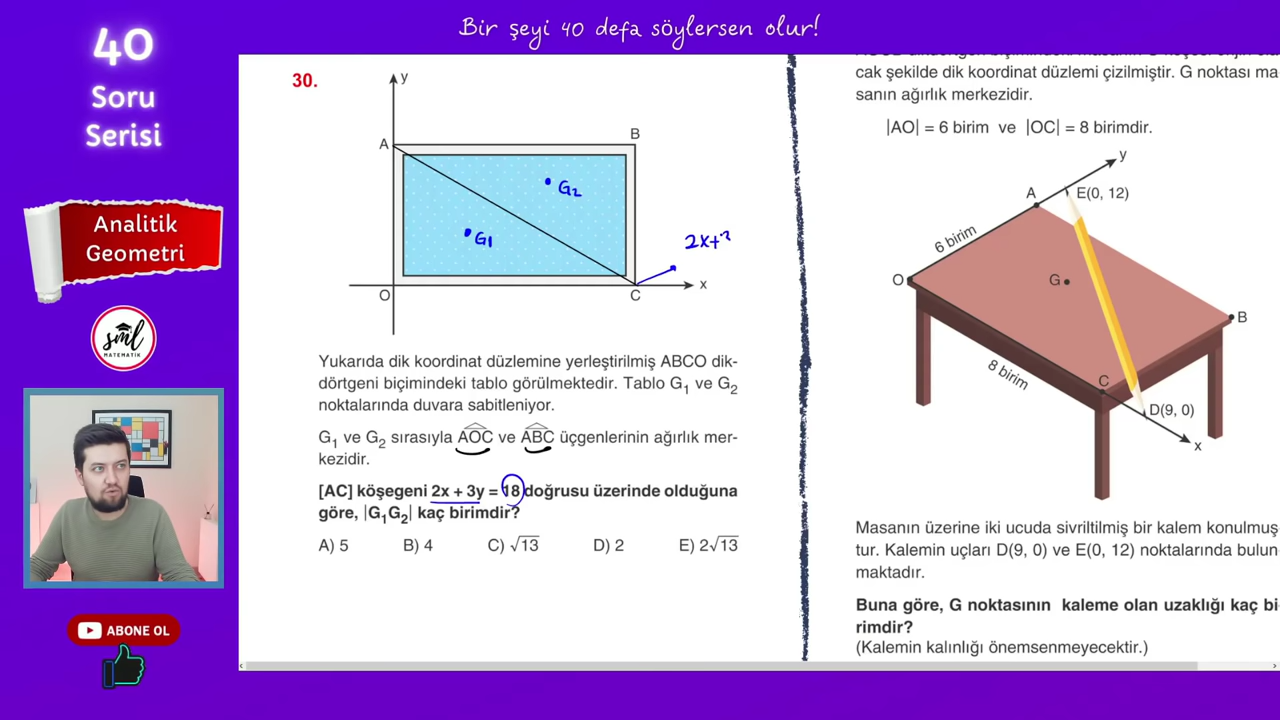 Bir şeyi 40 defa söylersen olur!
40
Soru
Serisi
Analitik
Geometri
sml
MATEMATİK
ABONE OL
30.
y
A
B
G2
G1
2x+3
O
C
x
Yukarıda dik koordinat düzlemine yerleştirilmiş ABCO dik-
dörtgeni biçimindeki tablo görülmektedir. Tablo G1 ve G2
noktalarında duvara sabitleniyor.
G1 ve G2 sırasıyla AOC ve ABC üçgenlerinin ağırlık mer-
kezidir.
[AC] köşegeni 2x + 3y = 18 doğrusu üzerinde olduğuna
göre, |G1G2| kaç birimdir?
A) 5 B) 4 C) √13 D) 2 E) 2√13
cak şekilde dik koordinat düzlemi çizilmiştir. G noktası ma-
sanın ağırlık merkezidir.
|AO| = 6 birim ve |OC| = 8 birimdir.
y
A
E(0, 12)
6 birim
O
G
B
8 birim
C
D(9, 0)
x
Masanın üzerine iki ucuda sivriltilmiş bir kalem konulmuş-
tur. Kalemin uçları D(9, 0) ve E(0, 12) noktalarında bulun-
maktadır.
Buna göre, G noktasının kaleme olan uzaklığı kaç bi-
rimdir?
(Kalemin kalınlığı önemsenmeyecektir.)